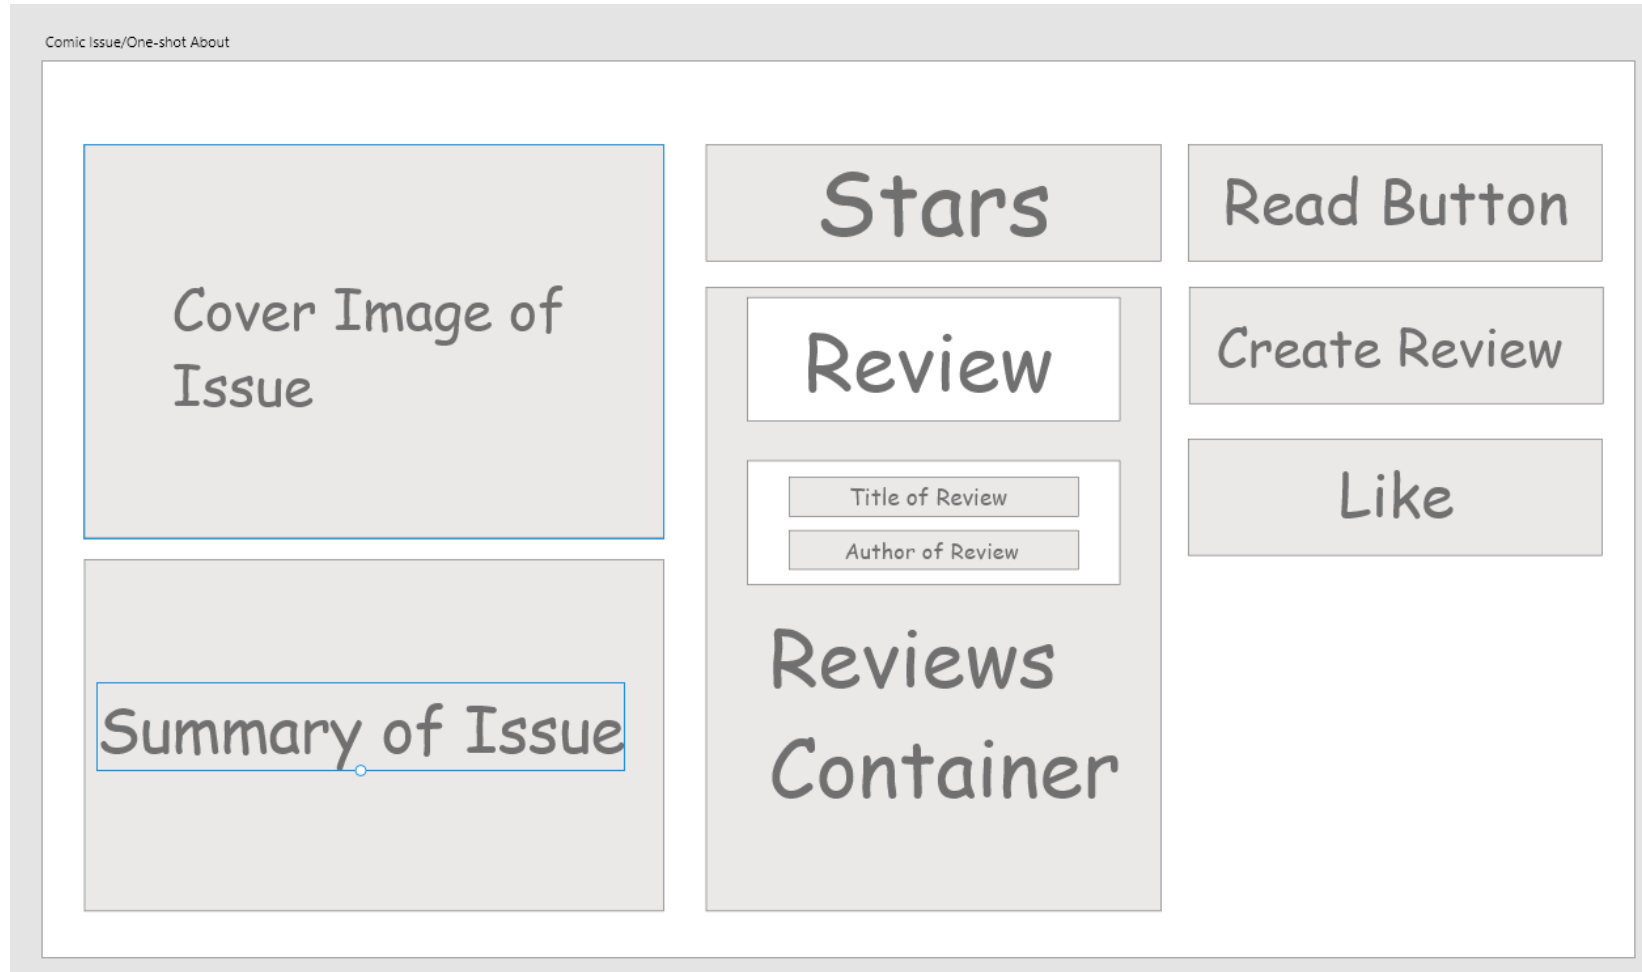 Comic Issue/One-shot About
Cover Image of
Issue
Summary of Issue
Stars
Review
Title of Review
Author of Review
Reviews
Container
Read Button
Create Review
Like